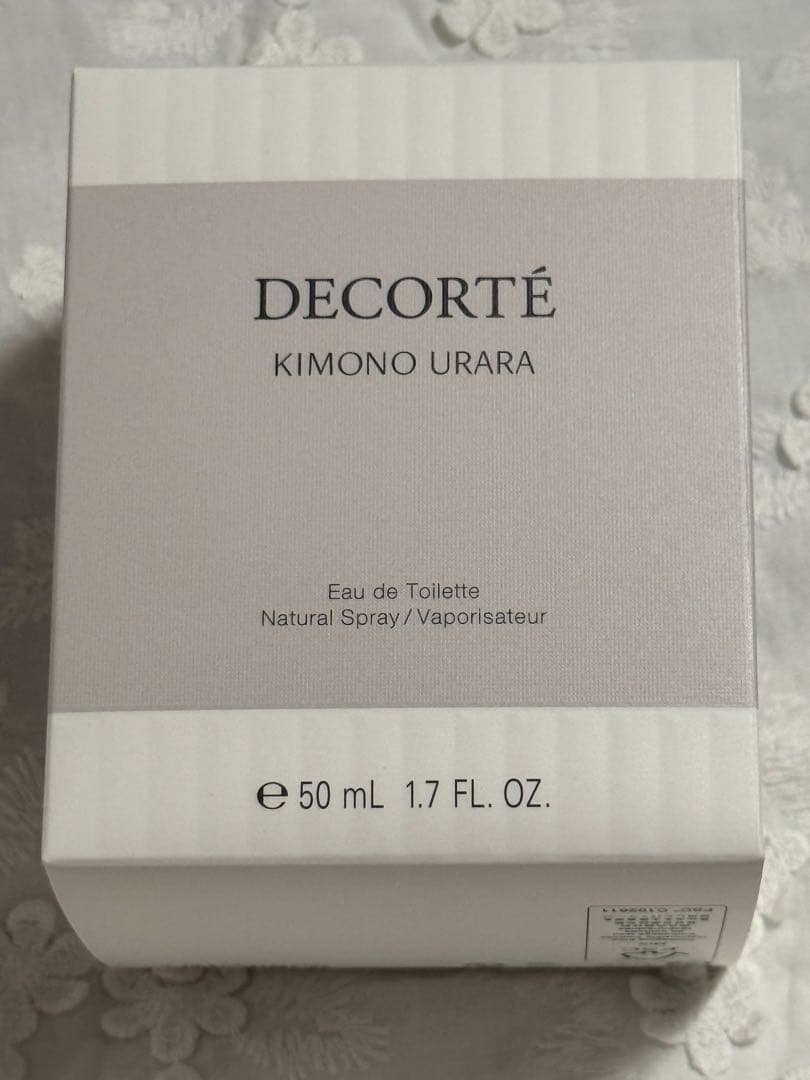 DECORTÉ
KIMONO URARA
Eau de Toilette
Natural Spray/Vaporisateur
℮ 50 mL 1.7 FL. OZ.